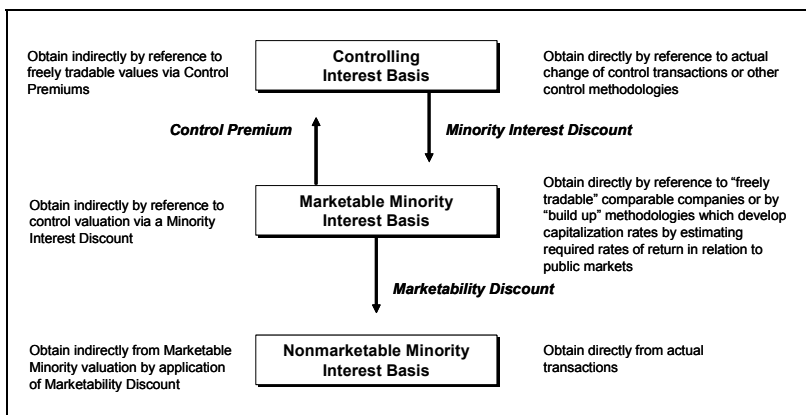 Obtain indirectly by reference to
freely tradable values via Control
Premiums
Controlling
Interest Basis
Obtain directly by reference to actual
change of control transactions or other
control methodologies
Control Premium
Minority Interest Discount
Obtain indirectly by reference to
control valuation via a Minority
Interest Discount
Marketable Minority
Interest Basis
Obtain directly by reference to “freely
tradable” comparable companies or by
“build up” methodologies which develop
capitalization rates by estimating
required rates of return in relation to
public markets
Marketability Discount
Obtain indirectly from Marketable
Minority valuation by application
of Marketability Discount
Nonmarketable Minority
Interest Basis
Obtain directly from actual
transactions